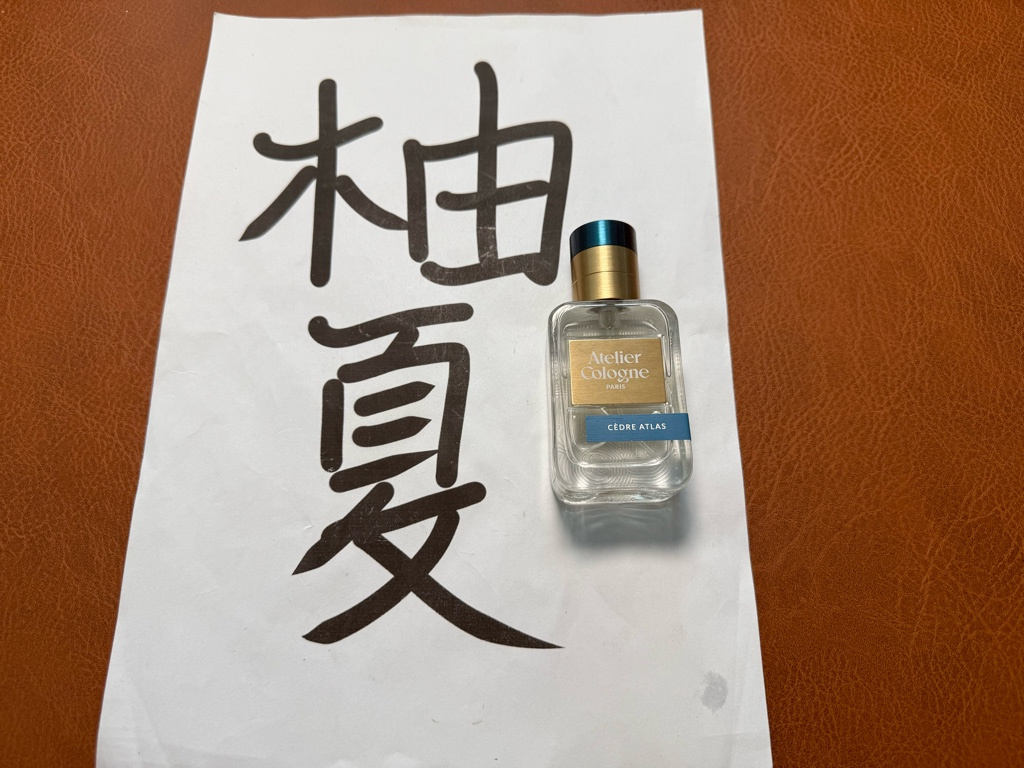 柚
夏
Atelier
Cologne
PARIS
CÈDRE ATLAS